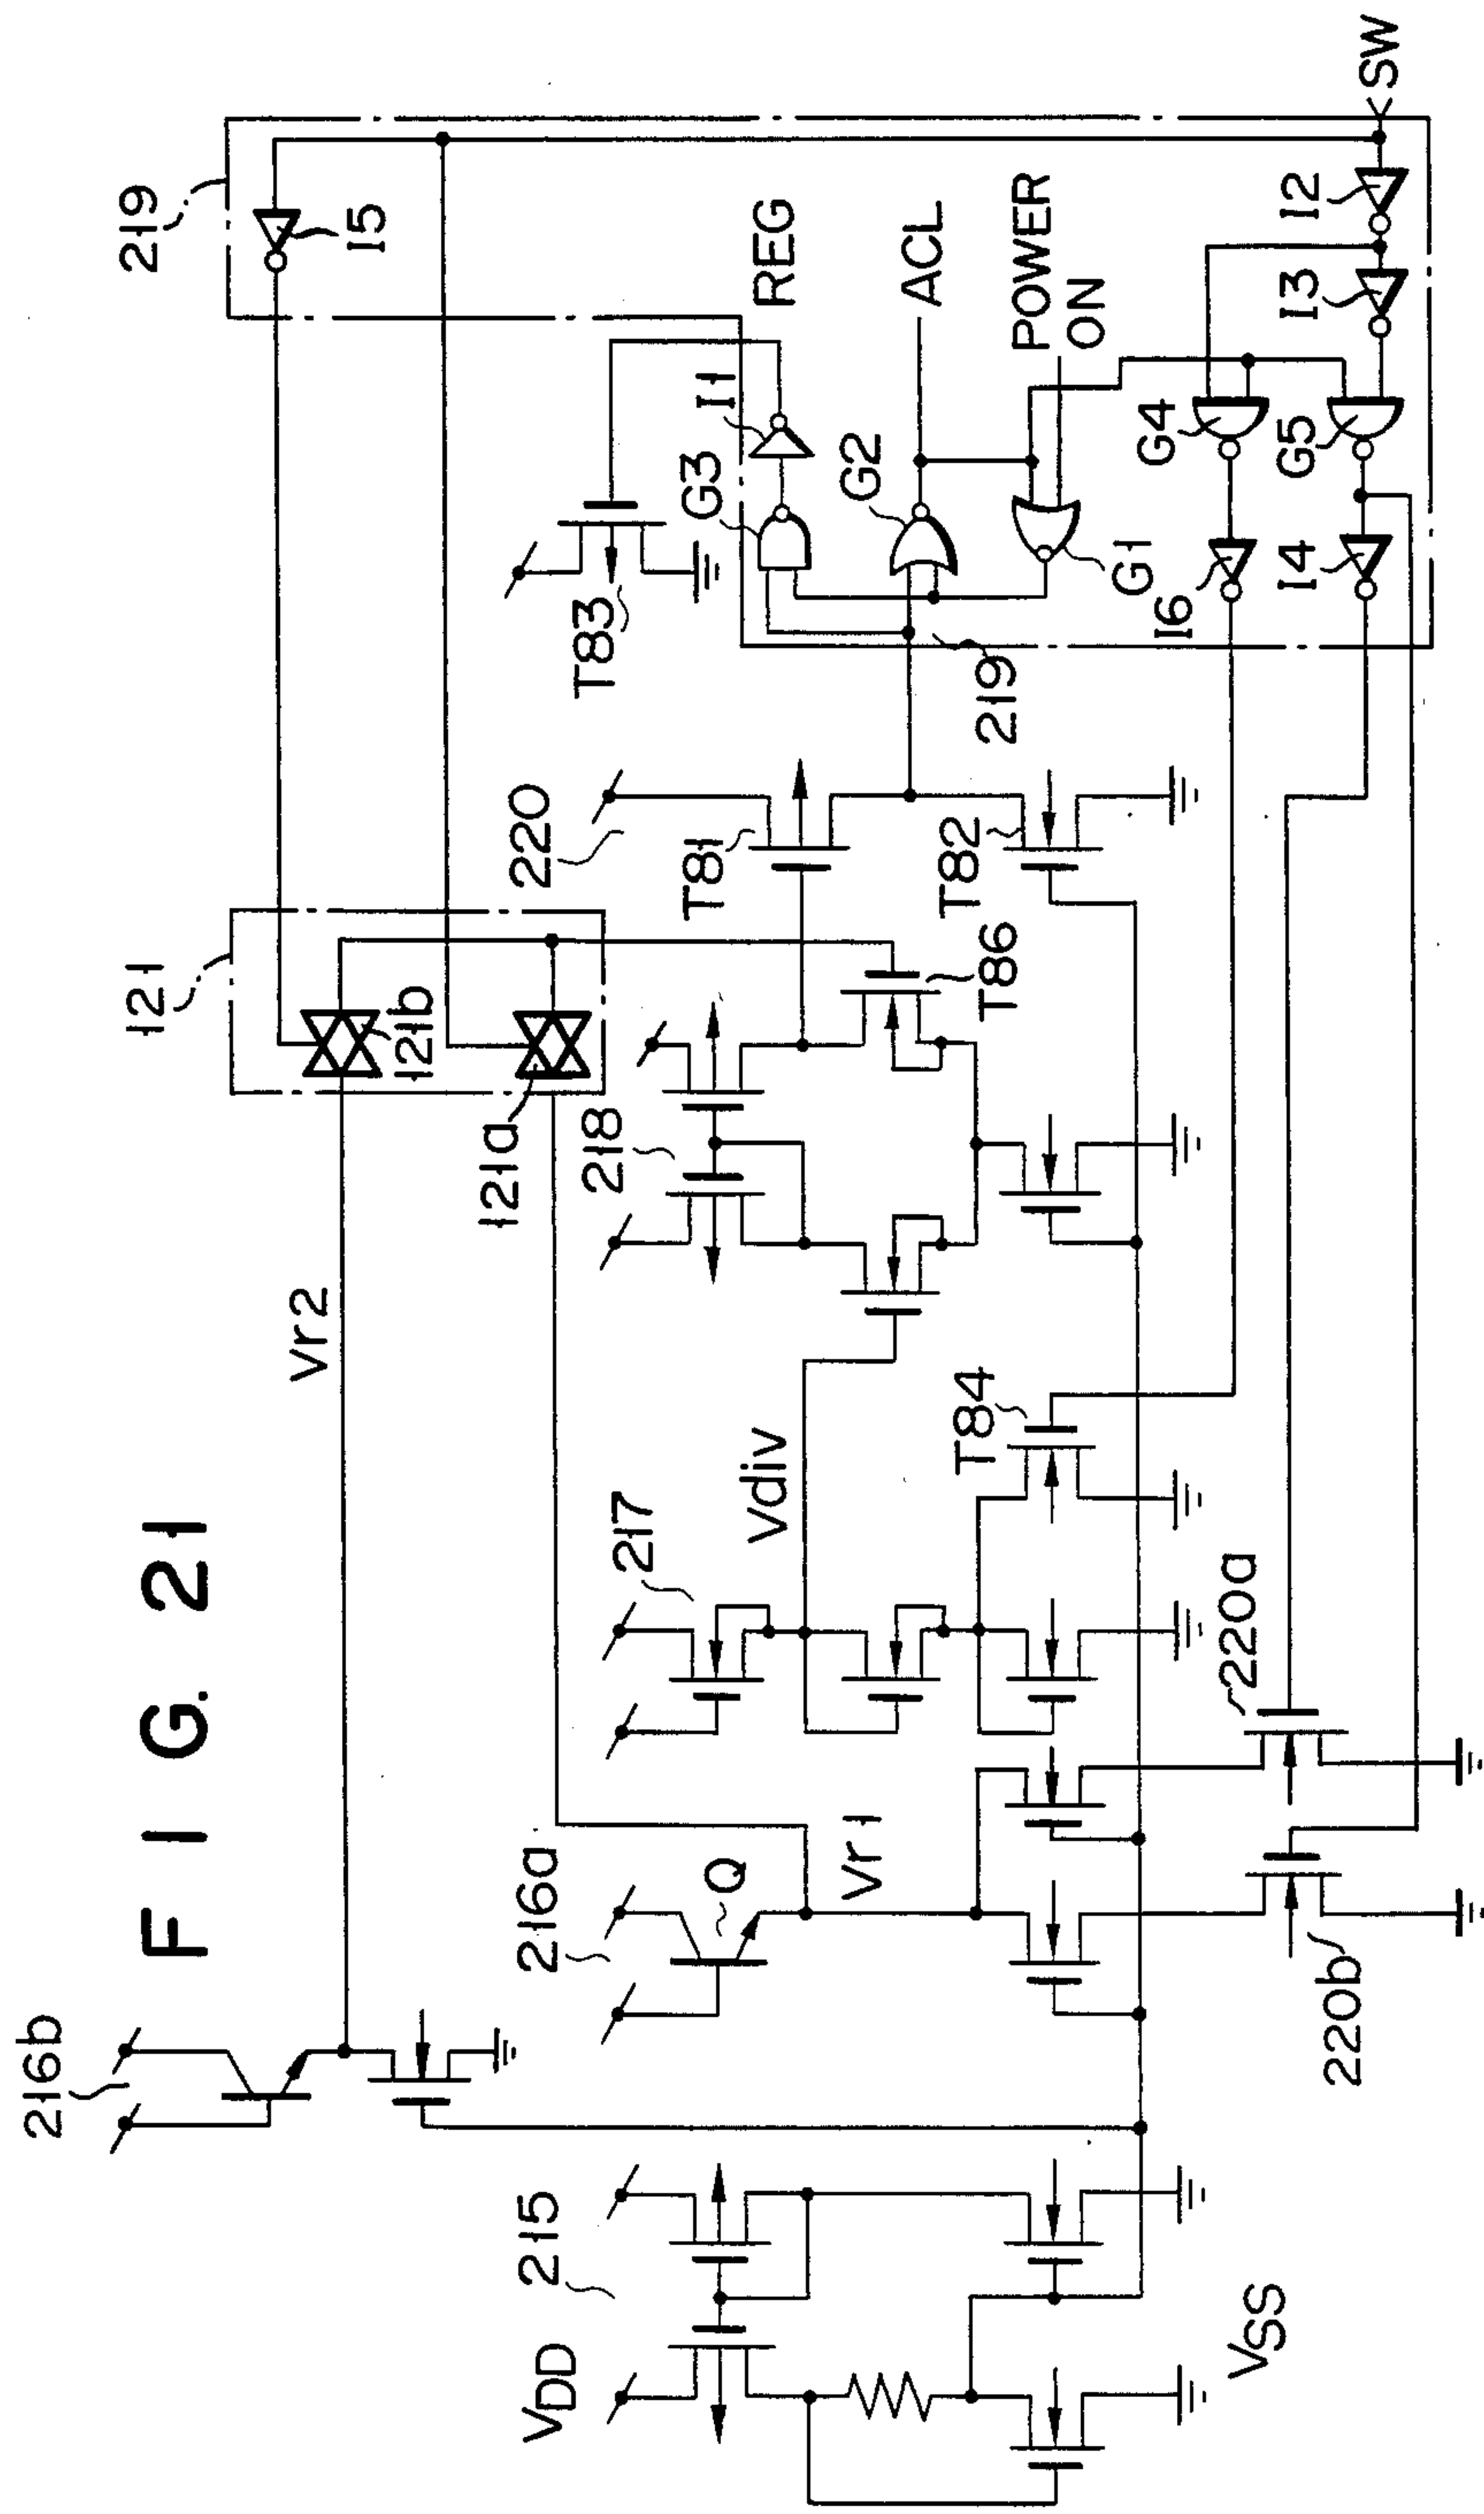 FIG. 21
216b
Vr2
121
121b
121a
219
I5
VDD
215
216a
Q
217
218
220
T81
T83
G3
I1
REG
Vr1
Vdiv
T84
T86
T82
219
G2
ACL
G1
POWER
ON
VSS
220b
220a
I6
I4
G4
G5
I3
I2
SW